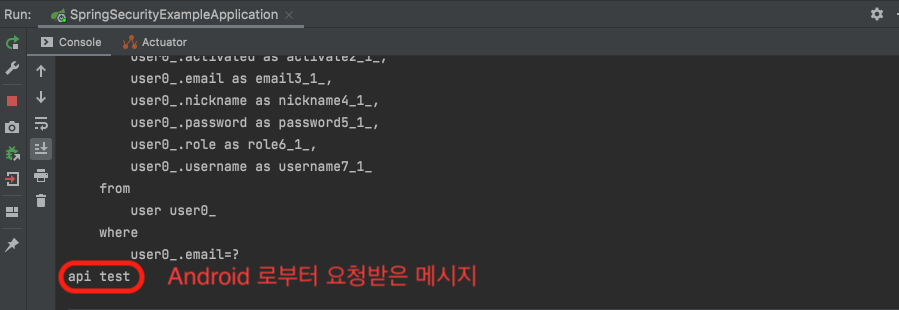 Run: SpringSecurityExampleApplication
Console Actuator
user0_.activated as activate2_1_,
user0_.email as email3_1_,
user0_.nickname as nickname4_1_,
user0_.password as password5_1_,
user0_.role as role6_1_,
user0_.username as username7_1_
from
user user0_
where
user0_.email=?
api test Android 로부터 요청받은 메시지